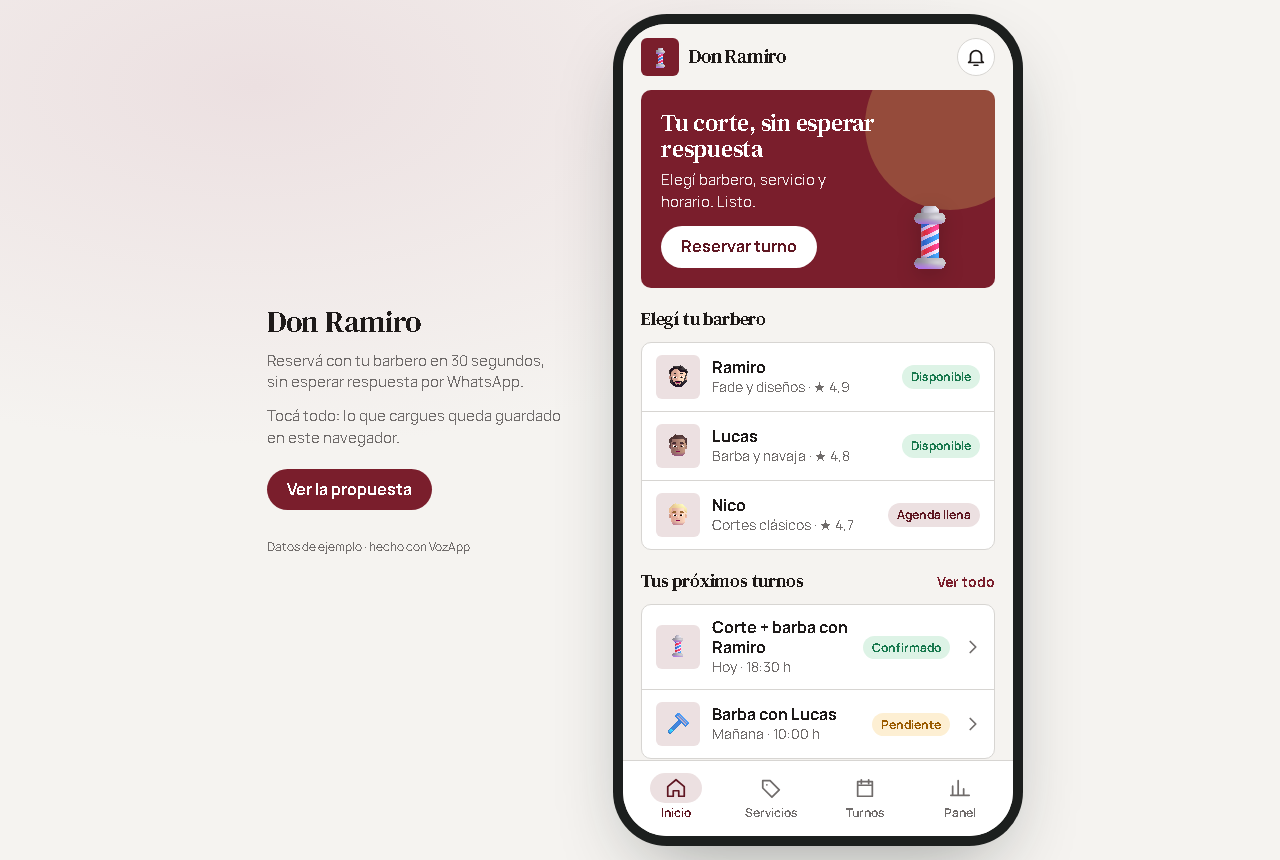 Don Ramiro
Reservá con tu barbero en 30 segundos,
sin esperar respuesta por WhatsApp.
Tocá todo: lo que cargues queda guardado
en este navegador.
Ver la propuesta
Datos de ejemplo · hecho con VozApp
Don Ramiro
Tu corte, sin esperar
respuesta
Elegí barbero, servicio y
horario. Listo.
Reservar turno
Elegí tu barbero
Ramiro
Fade y diseños · ★ 4,9
Disponible
Lucas
Barba y navaja · ★ 4,8
Disponible
Nico
Cortes clásicos · ★ 4,7
Agenda llena
Tus próximos turnos
Ver todo
Corte + barba con
Ramiro
Hoy · 18:30 h
Confirmado
Barba con Lucas
Mañana · 10:00 h
Pendiente
Inicio
Servicios
Turnos
Panel